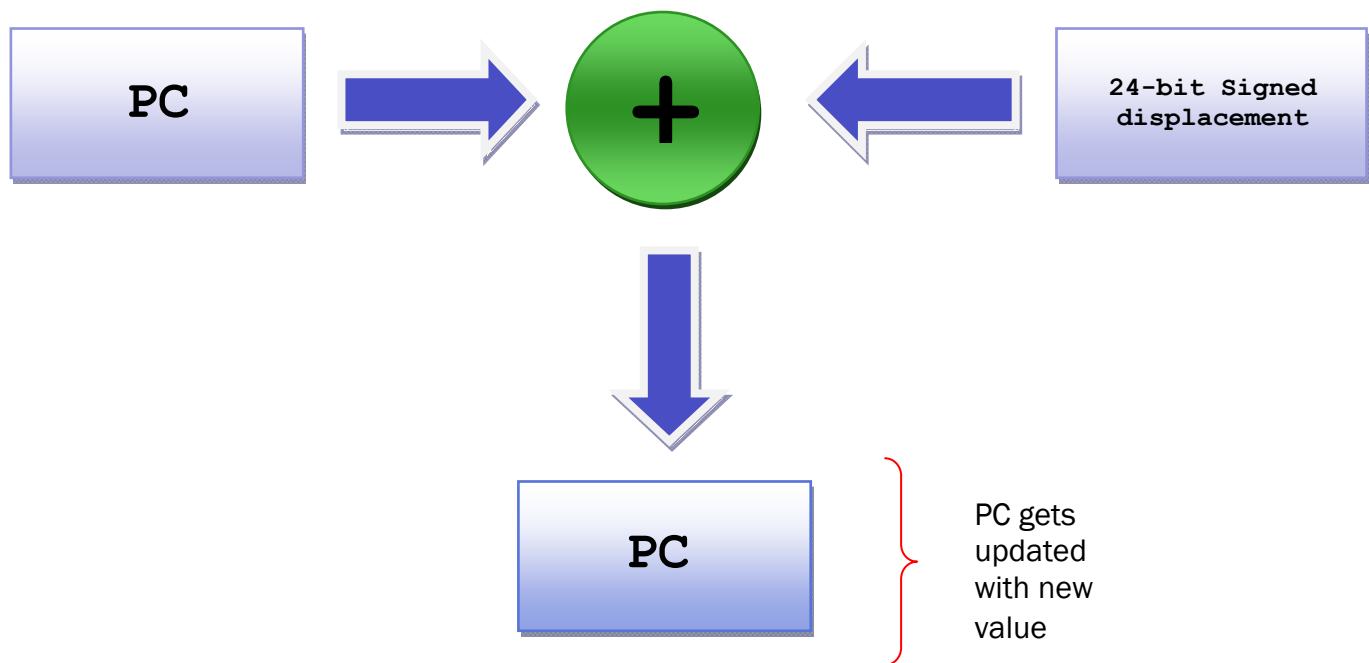 PC
+
24-bit Signed
displacement
PC
PC gets
updated
with new
value